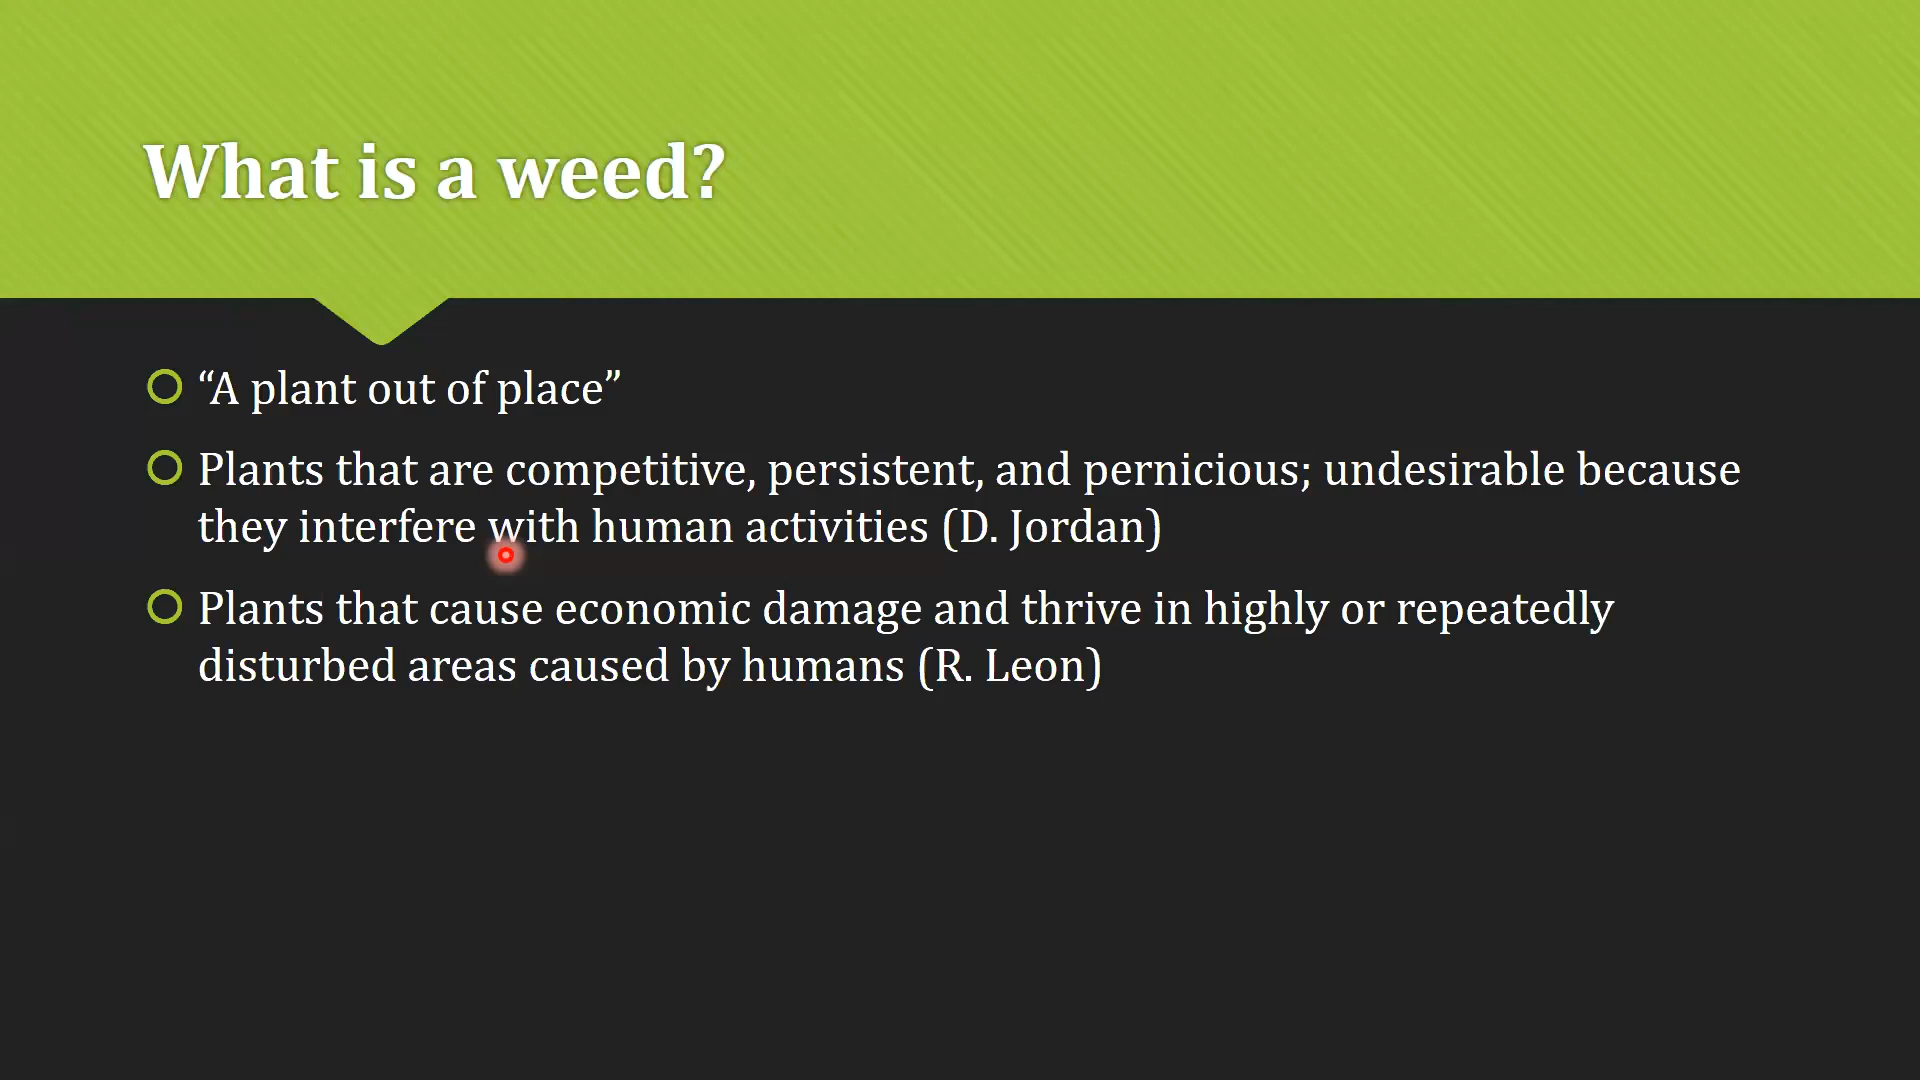 What is a weed?
“A plant out of place”
Plants that are competitive, persistent, and pernicious; undesirable because
they interfere with human activities (D. Jordan)
Plants that cause economic damage and thrive in highly or repeatedly
disturbed areas caused by humans (R. Leon)